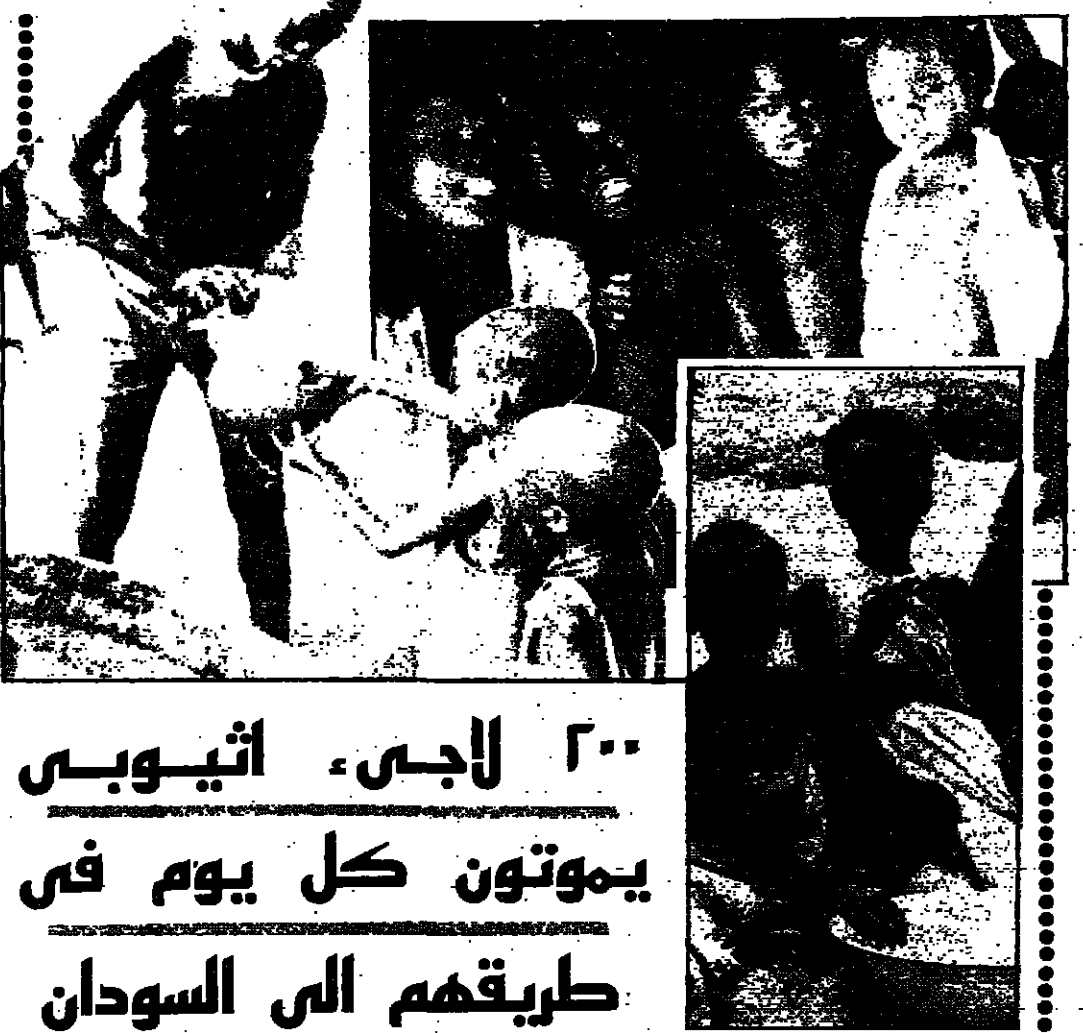 ٢٠٠ لاجىء اثيوبى
يموتون كل يوم فى
طريقهم الى السودان